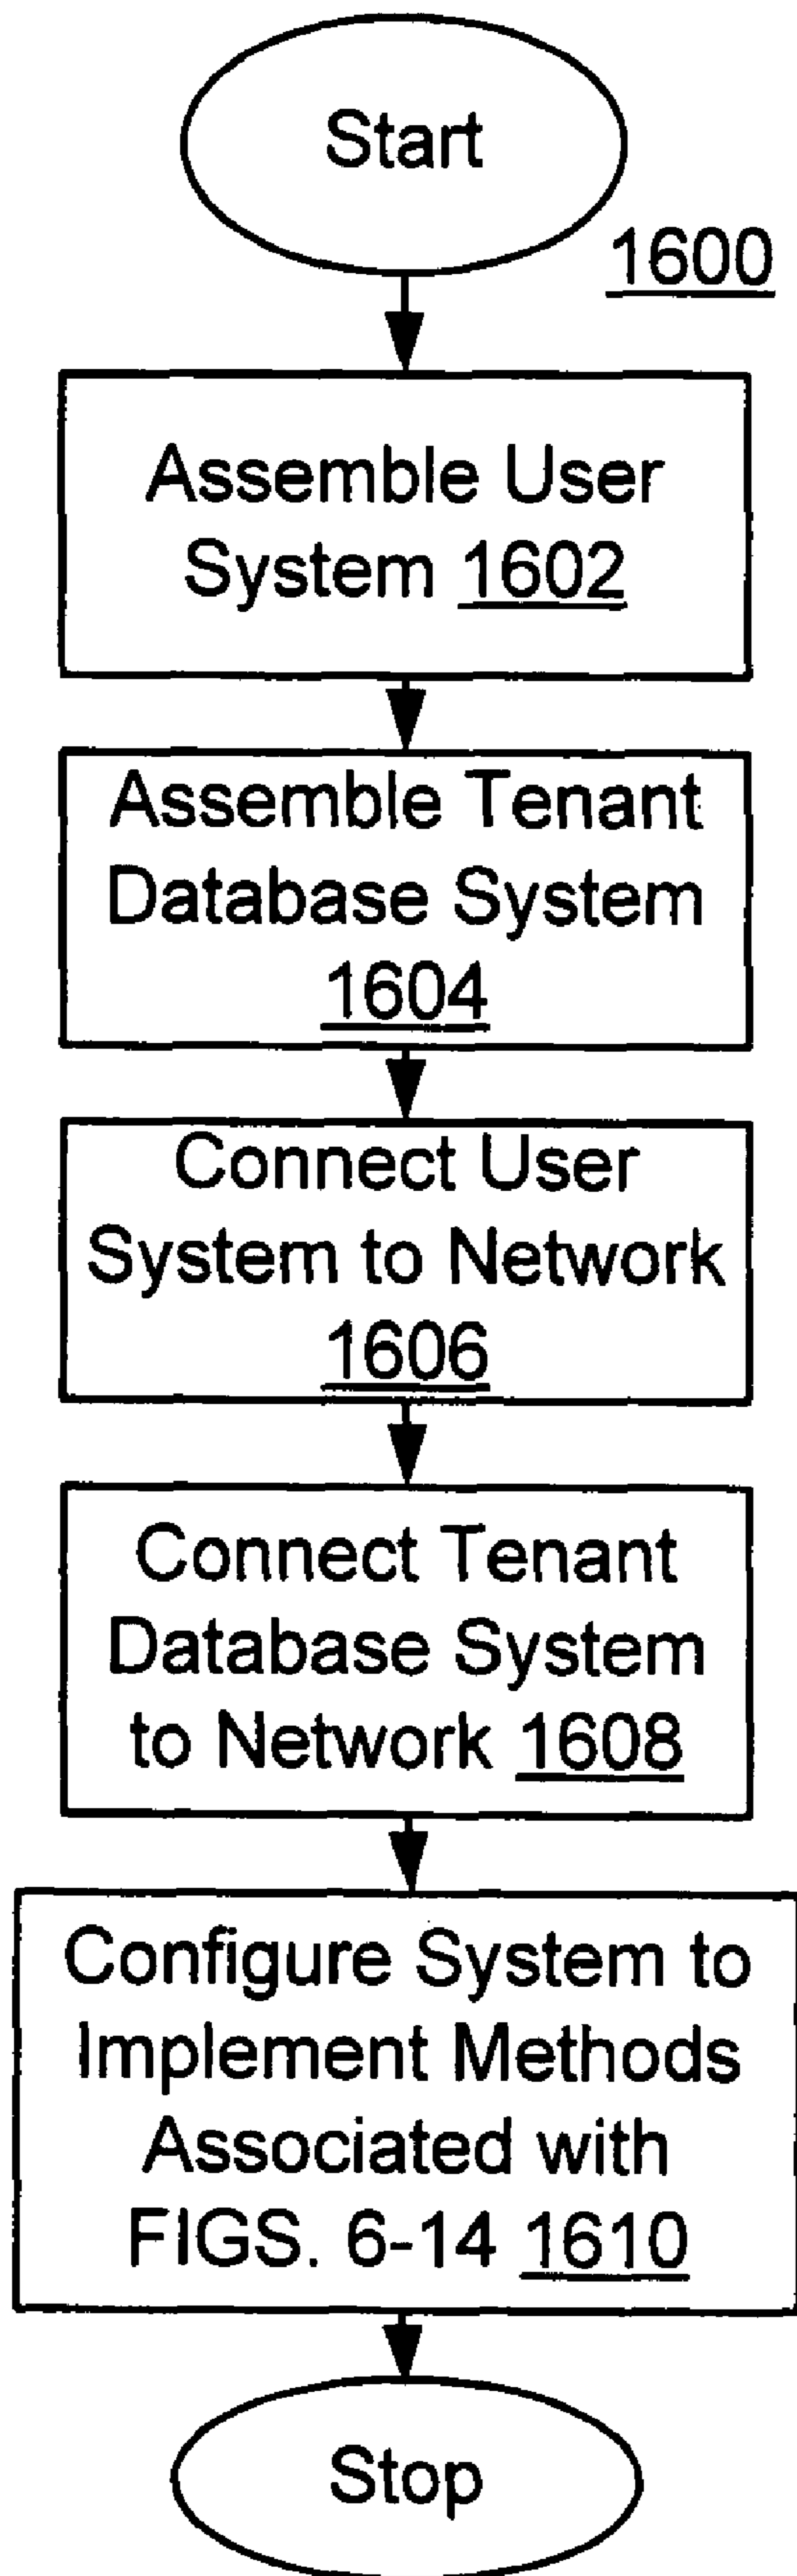 Start
1600
Assemble User
System 1602
Assemble Tenant
Database System
1604
Connect User
System to Network
1606
Connect Tenant
Database System
to Network 1608
Configure System to
Implement Methods
Associated with
FIGS. 6-14 1610
Stop